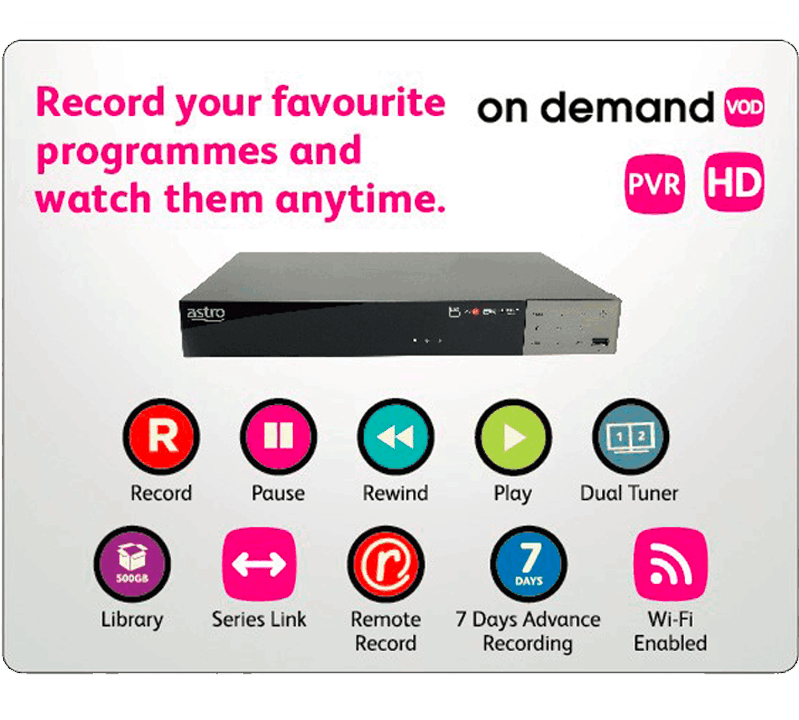 Record your favourite
programmes and
watch them anytime.
on demand VOD
PVR HD
astro
R
1 2
Record Pause Rewind Play Dual Tuner
500GB
r
7
DAYS
Library Series Link Remote
Record 7 Days Advance
Recording Wi-Fi
Enabled